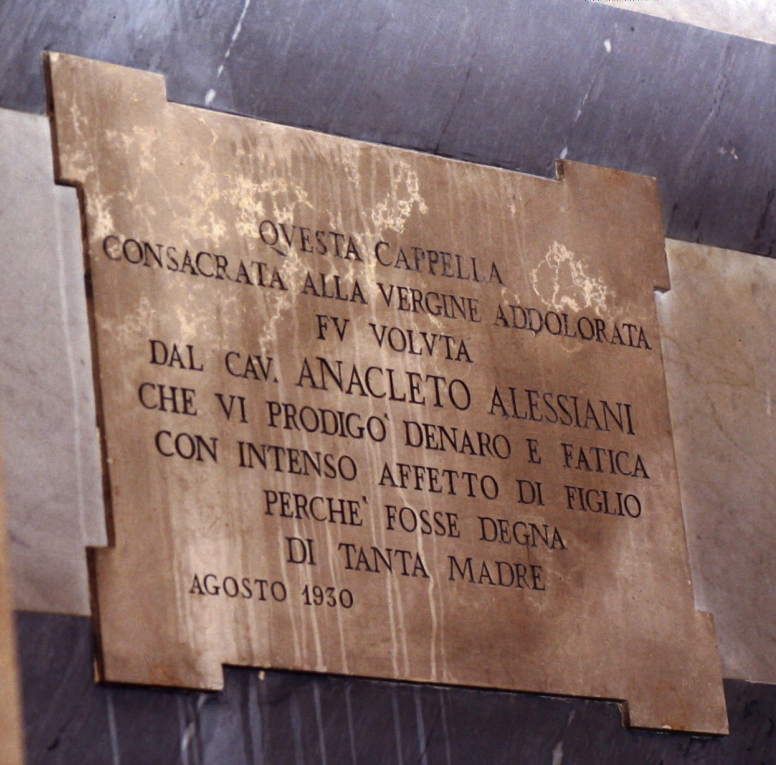 QVESTA CAPPELLA
CONSACRATA ALLA VERGINE ADDOLORATA
FV VOLVTA
DAL CAV. ANACLETO ALESSIANI
CHE VI PRODIGO' DENARO E FATICA
CON INTENSO AFFETTO DI FIGLIO
PERCHE' FOSSE DEGNA
DI TANTA MADRE
AGOSTO 1930